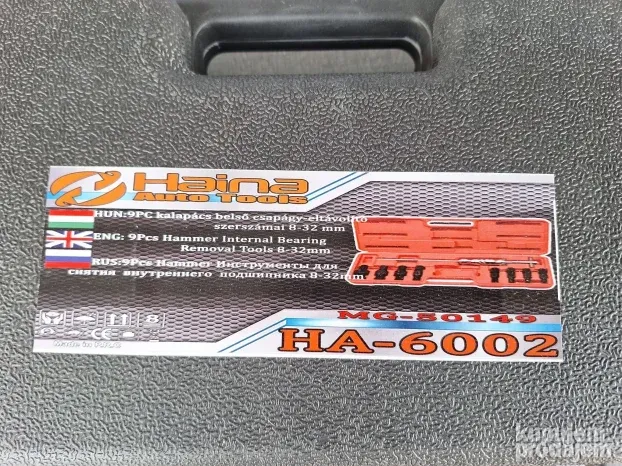 Haina
Auto Tools
HUN:9PC kalapács belső csapágy-eltávolító
szerszámai 8-32 mm
ENG: 9Pcs Hammer Internal Bearing
Removal Tools 8-32mm
RUS:9Pcs Hammer Инструменты для
снятия внутреннего подшипника 8-32mm
MG-50149
HA-6002
Made in
kupujem
prodajem